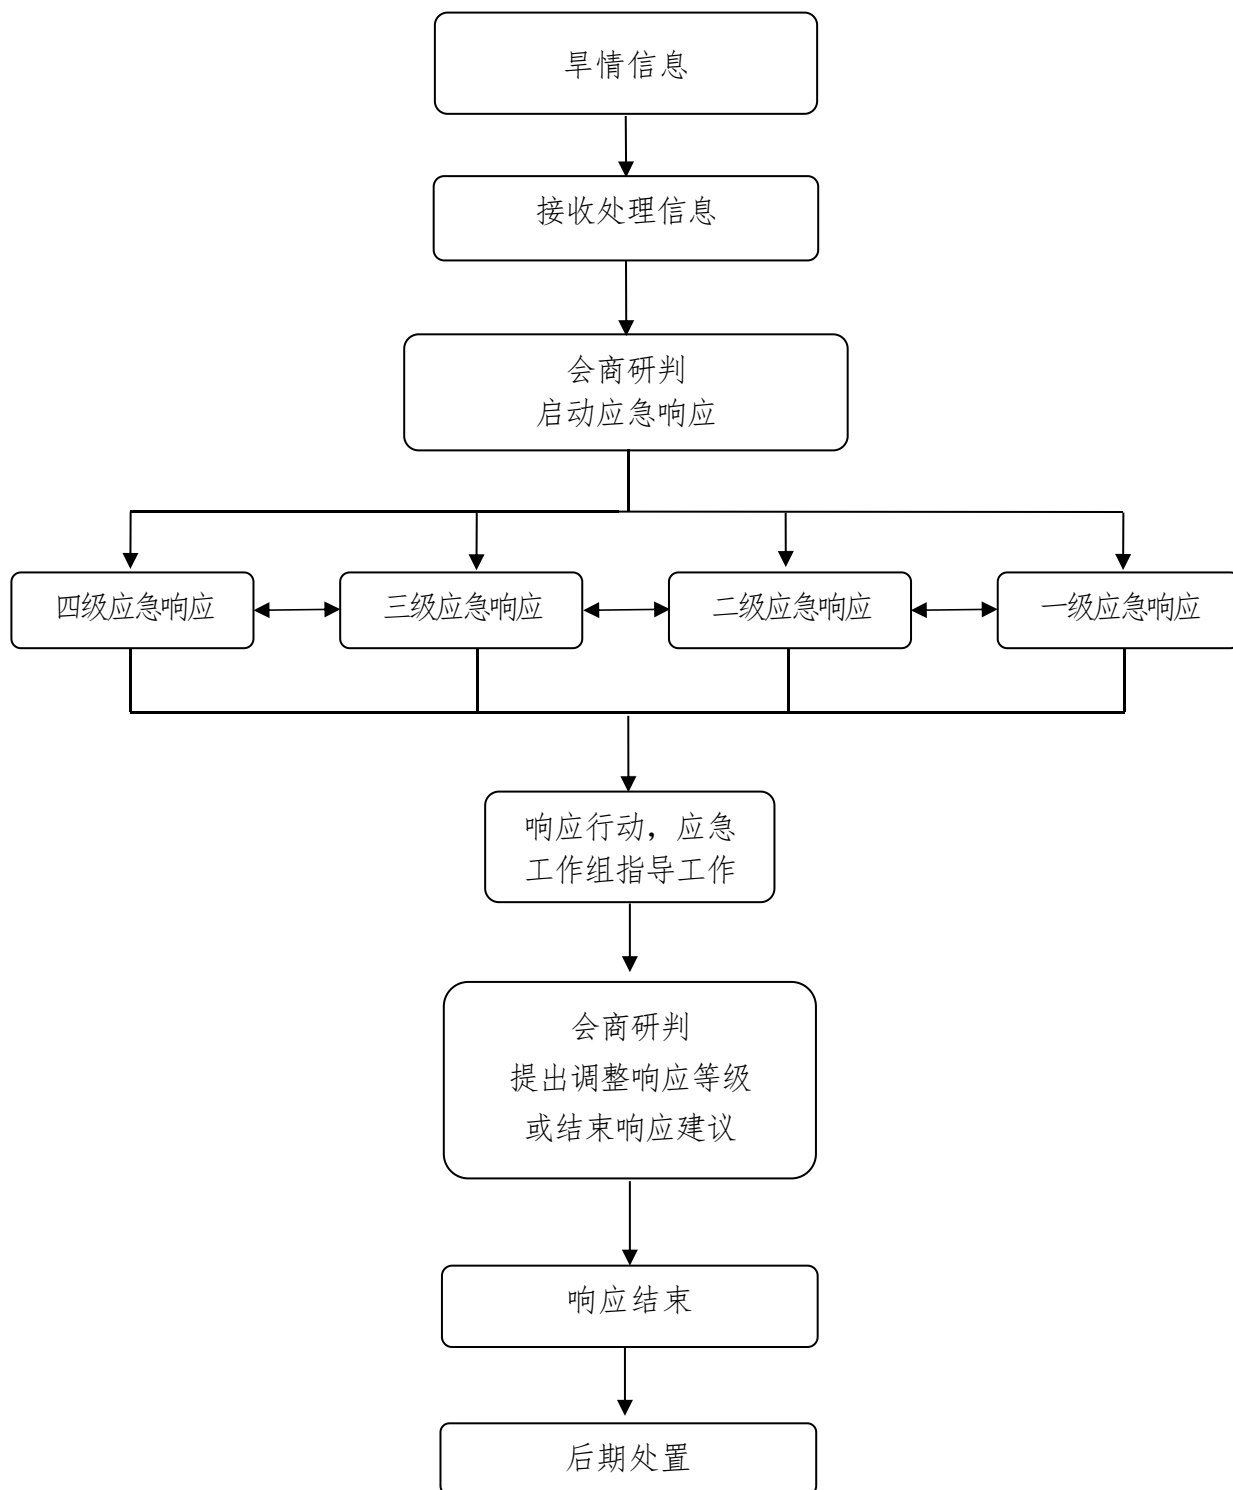 旱情信息
接收处理信息
会商研判
启动应急响应
四级应急响应
三级应急响应
二级应急响应
一级应急响应
响应行动，应急
工作组指导工作
会商研判
提出调整响应等级
或结束响应建议
响应结束
后期处置